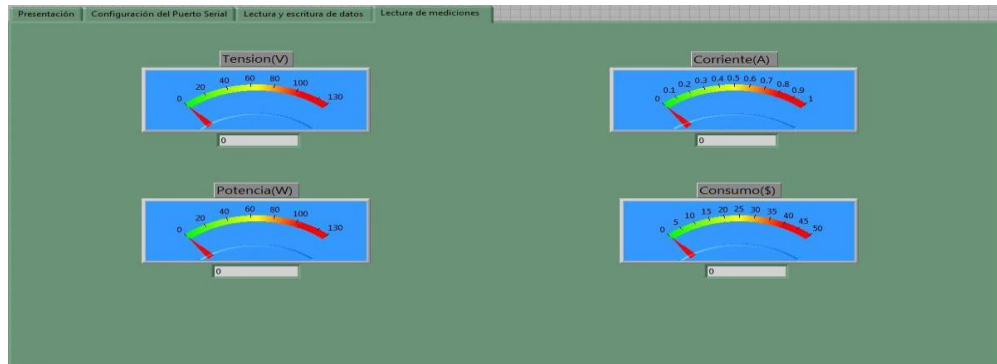 Presentación Configuración del Puerto Serial Lectura y escritura de datos Lectura de mediciones
Tension(V)
0 20 40 60 80 100 130
0
Corriente(A)
0 0.1 0.2 0.3 0.4 0.5 0.6 0.7 0.8 0.9 1
0
Potencia(W)
0 20 40 60 80 100 130
0
Consumo($)
0 5 10 15 20 25 30 35 40 45 50
0